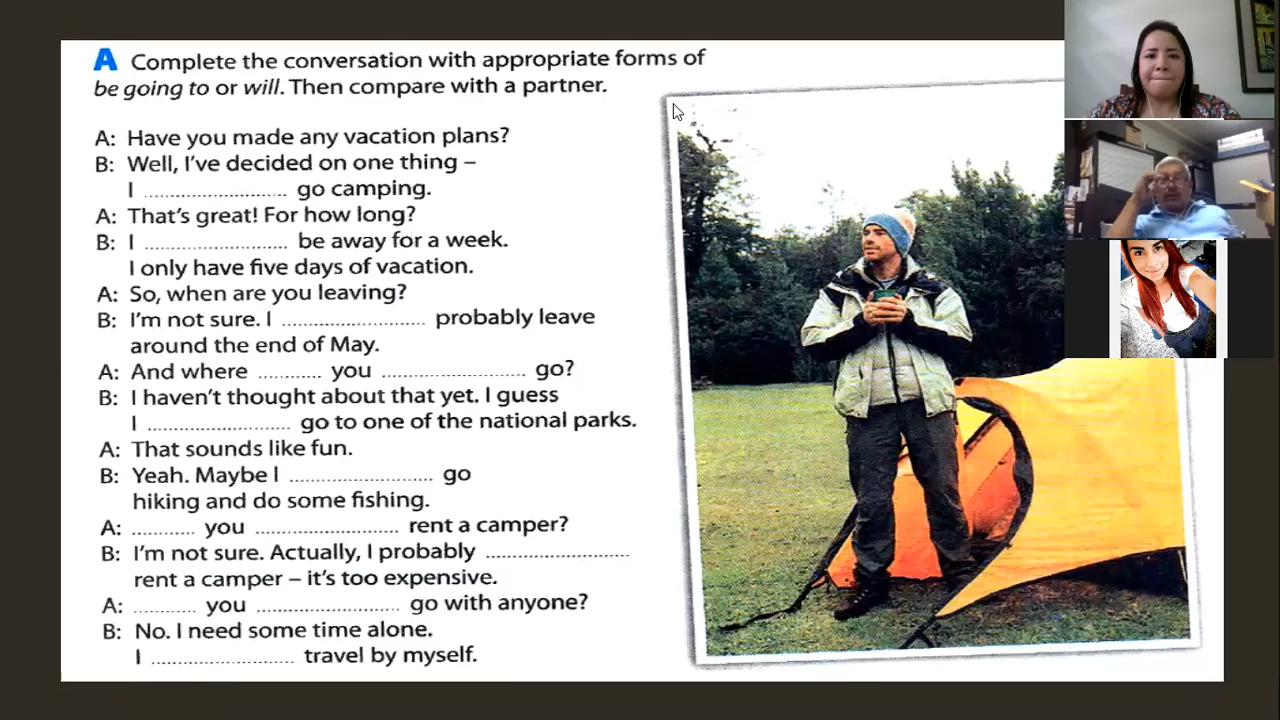 A Complete the conversation with appropriate forms of
be going to or will. Then compare with a partner.
A: Have you made any vacation plans?
B: Well, I've decided on one thing –
I ........................ go camping.
A: That's great! For how long?
B: I ........................ be away for a week.
I only have five days of vacation.
A: So, when are you leaving?
B: I'm not sure. I ........................ probably leave
around the end of May.
A: And where ........... you ........................ go?
B: I haven't thought about that yet. I guess
I ........................ go to one of the national parks.
A: That sounds like fun.
B: Yeah. Maybe I ........................ go
hiking and do some fishing.
A: ........... you ........................ rent a camper?
B: I'm not sure. Actually, I probably ........................
rent a camper – it's too expensive.
A: ........... you ........................ go with anyone?
B: No. I need some time alone.
I ........................ travel by myself.